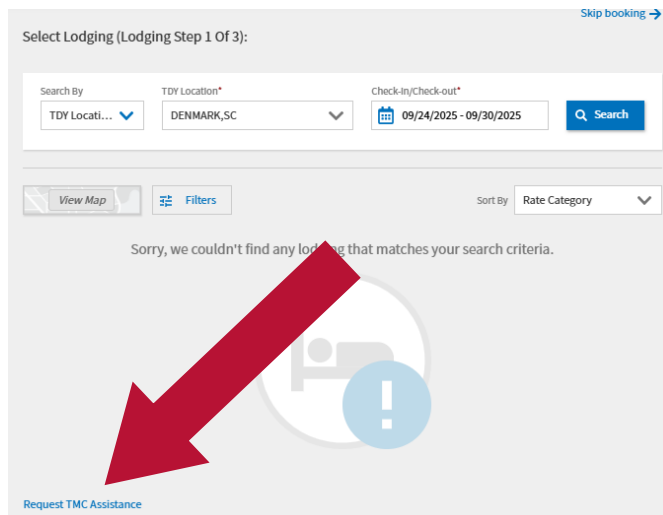 Skip booking →
Select Lodging (Lodging Step 1 Of 3):
Search By TDY Location* Check-In/Check-out*
TDY Locati... DENMARK,SC 09/24/2025 - 09/30/2025 Search
View Map Filters Sort By Rate Category
Sorry, we couldn't find any lodging that matches your search criteria.
!
Request TMC Assistance